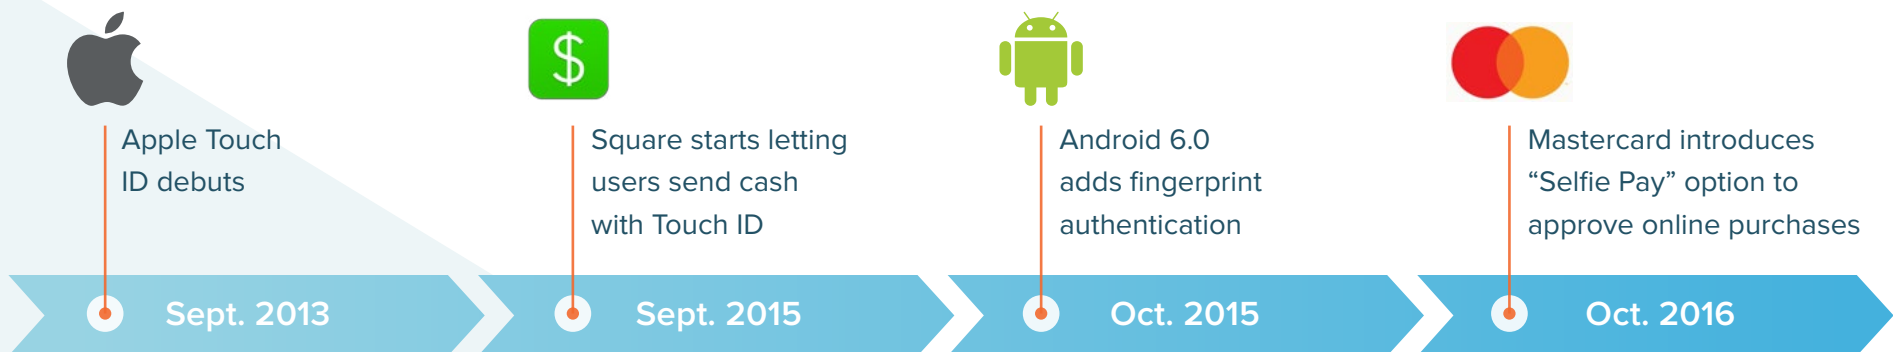 $
Apple Touch
ID debuts
Sept. 2013
Square starts letting
users send cash
with Touch ID
Sept. 2015
Android 6.0
adds fingerprint
authentication
Oct. 2015
Mastercard introduces
“Selfie Pay” option to
approve online purchases
Oct. 2016